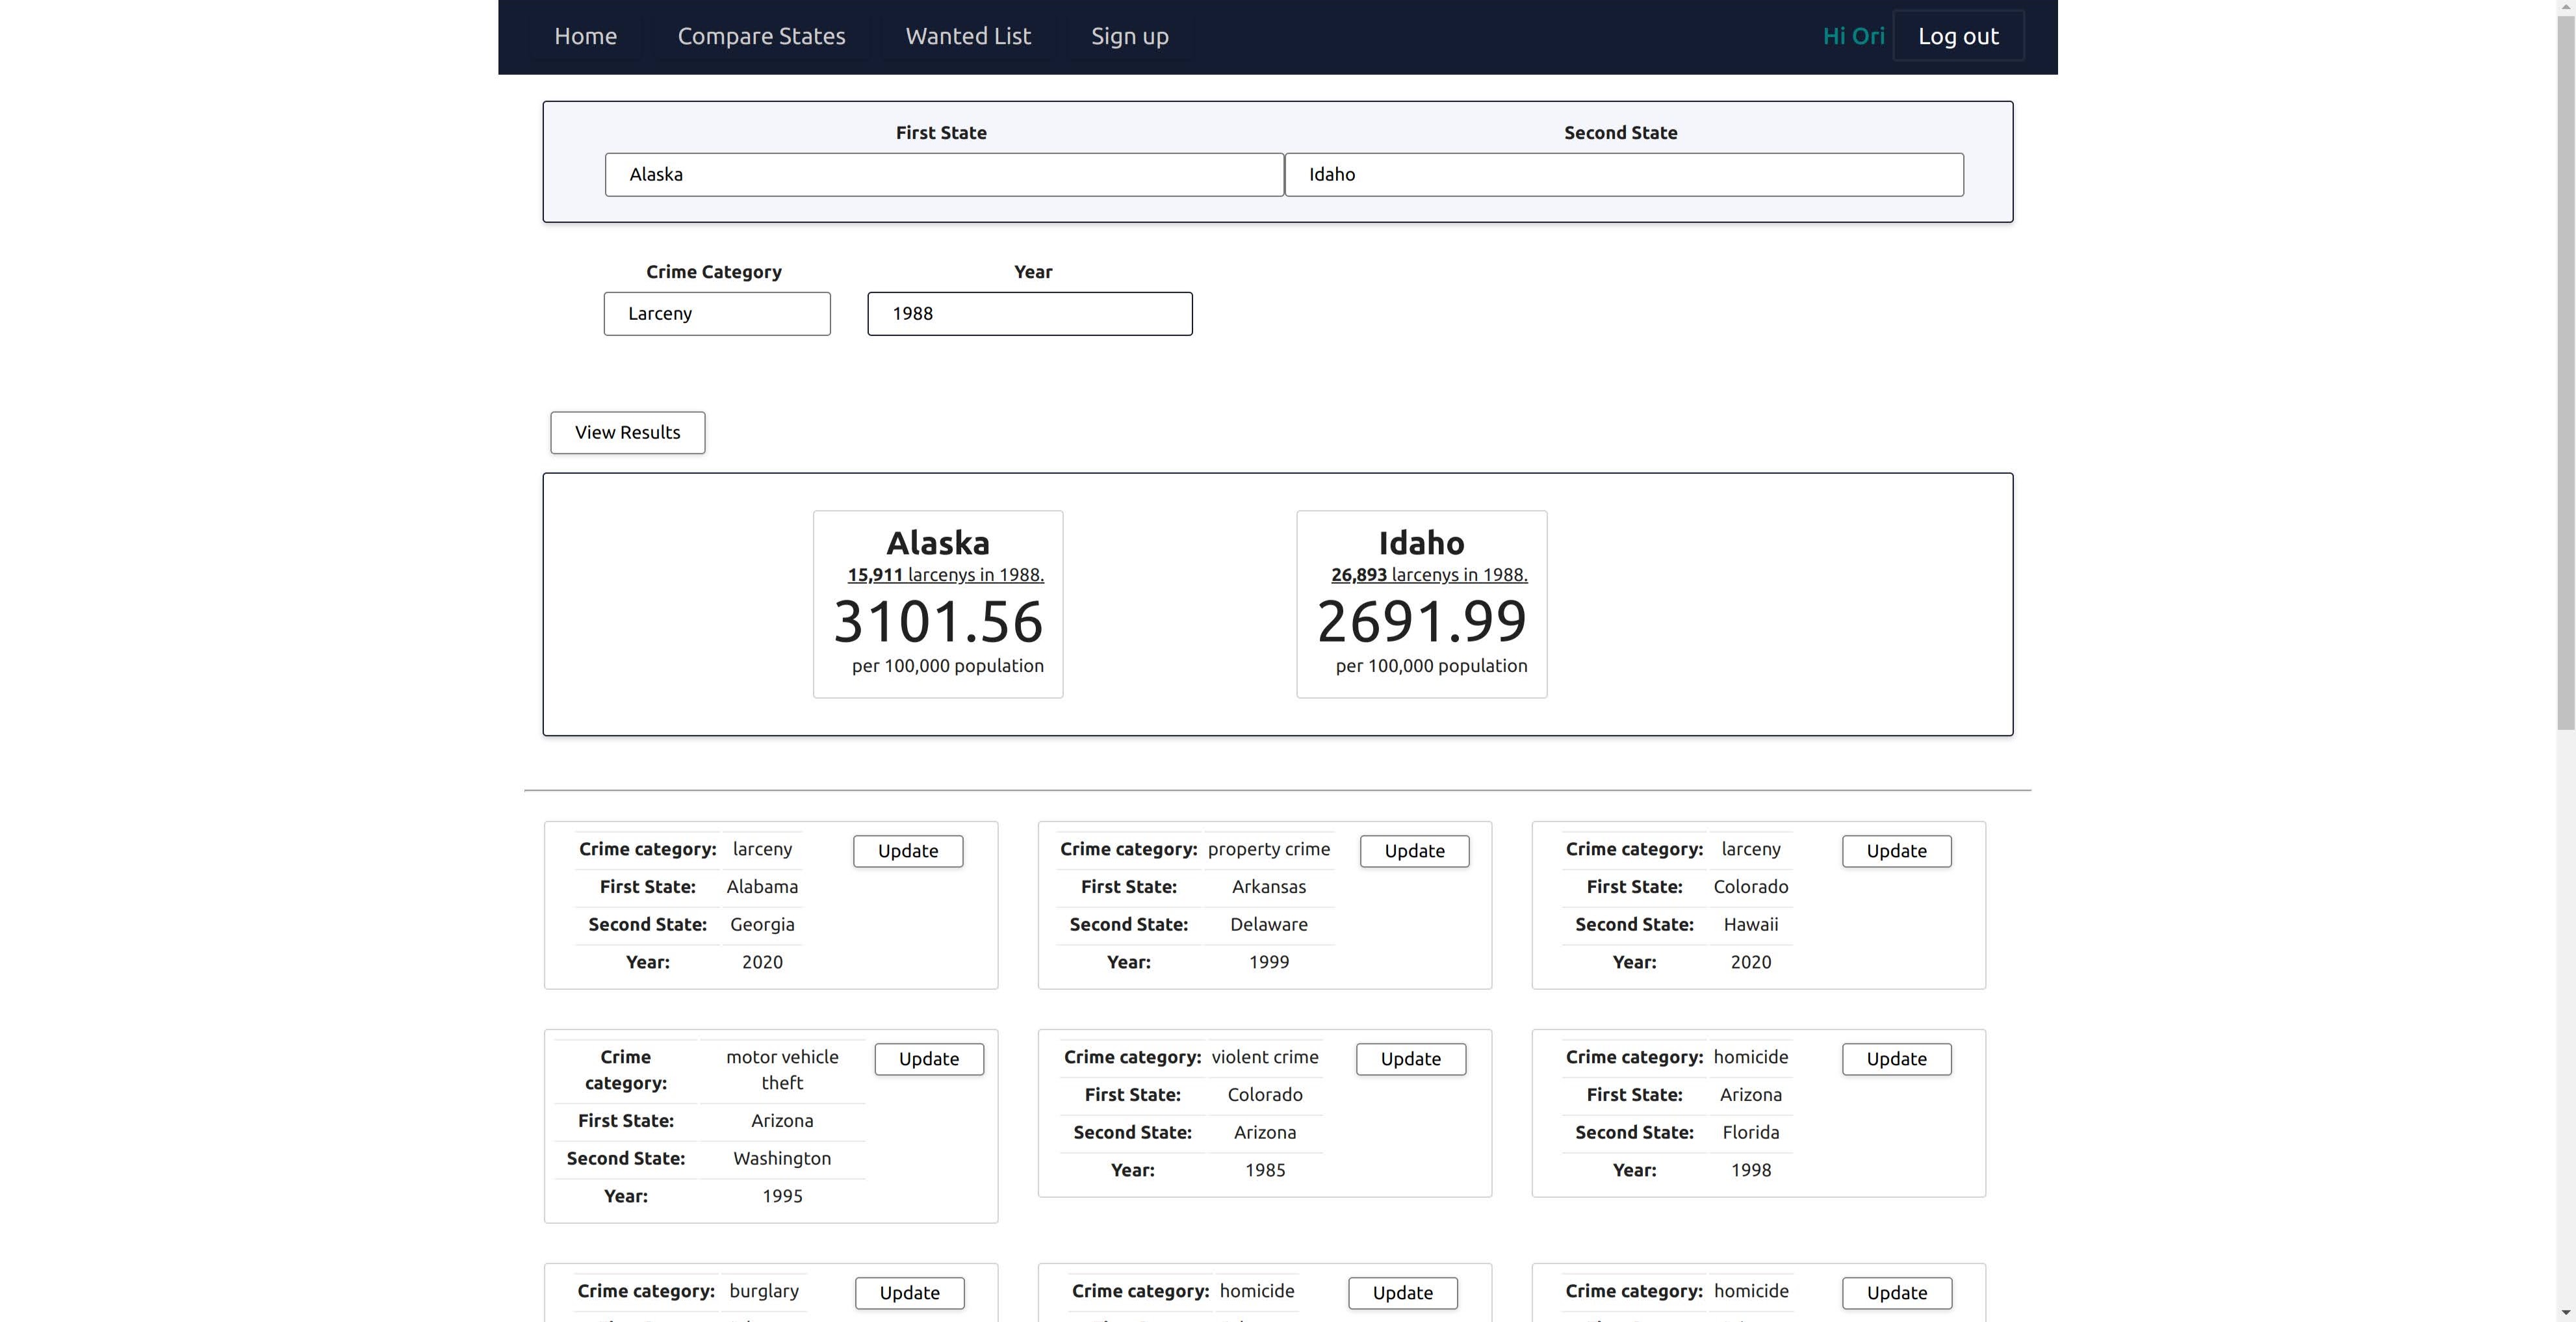 Home Compare States Wanted List Sign up Hi Ori Log out
First State Second State
Alaska Idaho
Crime Category Year
Larceny 1988
View Results
Alaska
15,911 larcenys in 1988.
3101.56
per 100,000 population
Idaho
26,893 larcenys in 1988.
2691.99
per 100,000 population
Crime category: larceny Update
First State: Alabama
Second State: Georgia
Year: 2020
Crime category: property crime Update
First State: Arkansas
Second State: Delaware
Year: 1999
Crime category: larceny Update
First State: Colorado
Second State: Hawaii
Year: 2020
Crime motor vehicle Update
category: theft
First State: Arizona
Second State: Washington
Year: 1995
Crime category: violent crime Update
First State: Colorado
Second State: Arizona
Year: 1985
Crime category: homicide Update
First State: Arizona
Second State: Florida
Year: 1998
Crime category: burglary Update
Crime category: homicide Update
Crime category: homicide Update